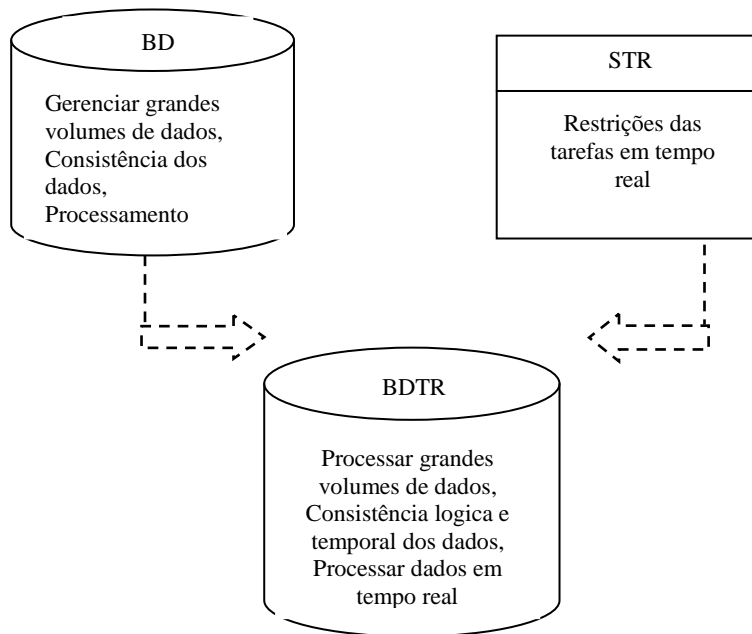 BD
Gerenciar grandes
volumes de dados,
Consistência dos
dados,
Processamento
STR
Restrições das
tarefas em tempo
real
BDTR
Processar grandes
volumes de dados,
Consistência logica e
temporal dos dados,
Processar dados em
tempo real